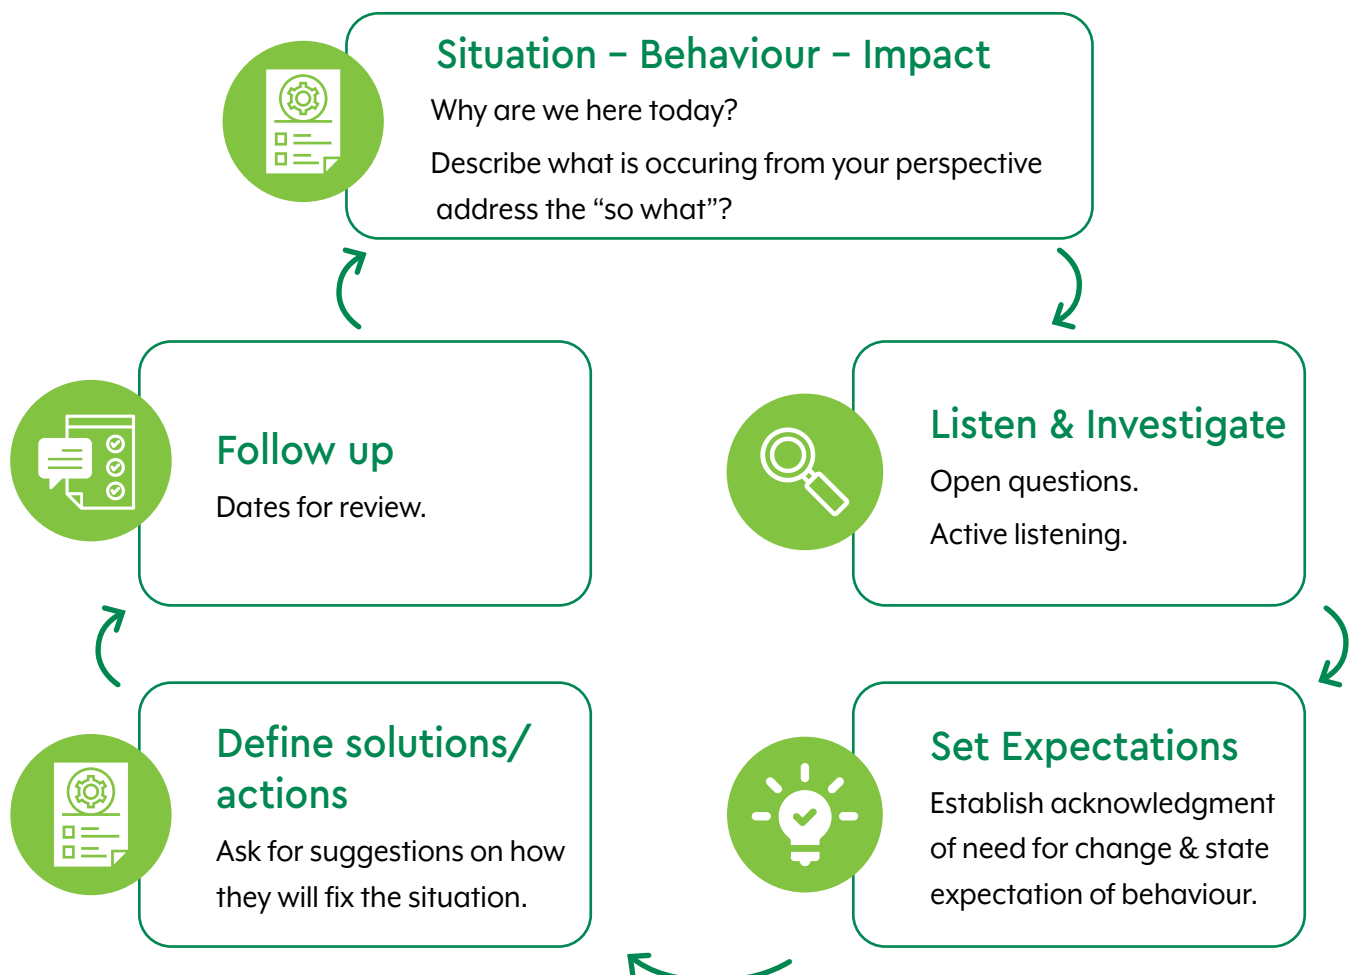 Situation – Behaviour – Impact
Why are we here today?
Describe what is occuring from your perspective
address the “so what”?
Listen & Investigate
Open questions.
Active listening.
Set Expectations
Establish acknowledgment
of need for change & state
expectation of behaviour.
Define solutions/
actions
Ask for suggestions on how
they will fix the situation.
Follow up
Dates for review.